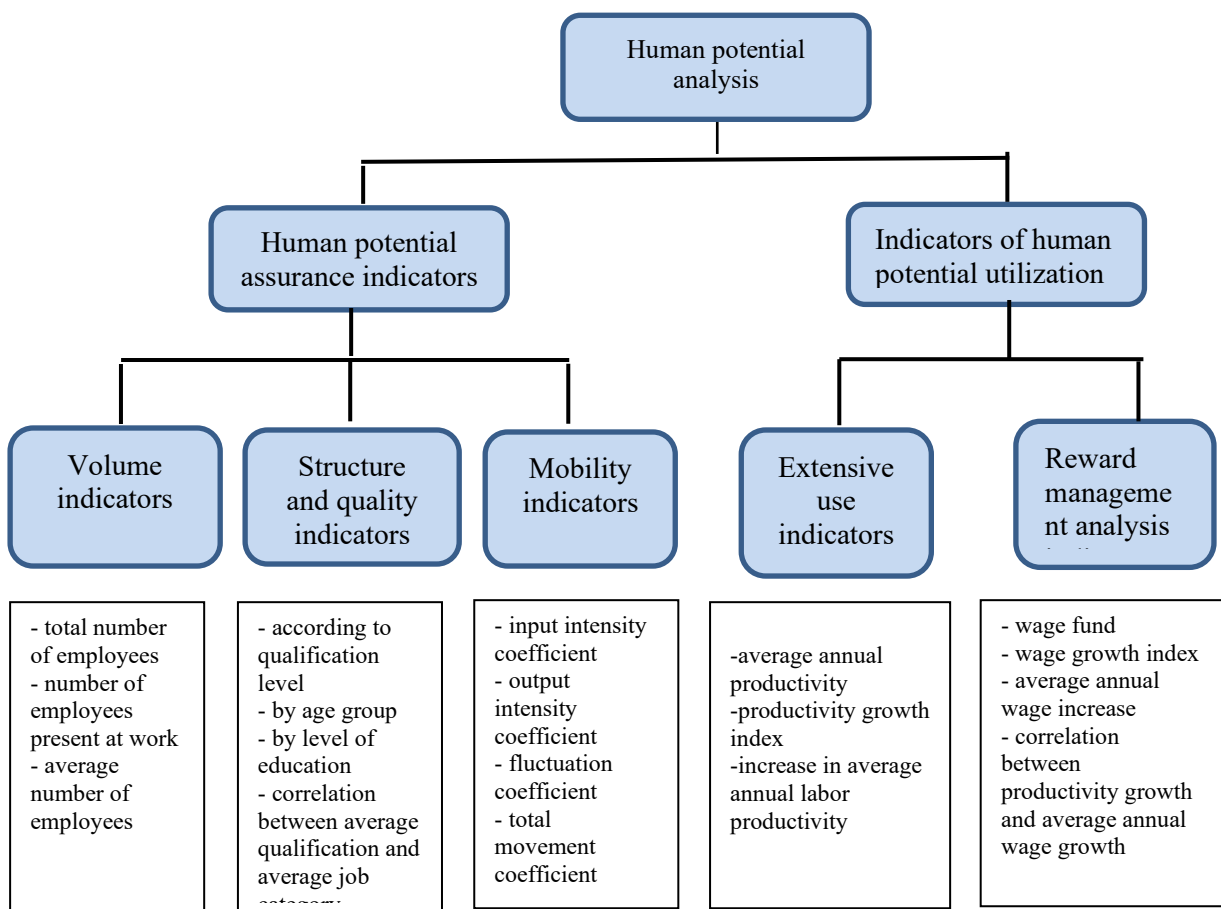 Human potential
analysis
Human potential
assurance indicators
Indicators of human
potential utilization
Volume
indicators
Structure
and quality
indicators
Mobility
indicators
Extensive
use
indicators
Reward
manageme
nt analysis
- total number
of employees
- number of
employees
present at work
- average
number of
employees
- according to
qualification
level
- by age group
- by level of
education
- correlation
between average
qualification and
average job
- input intensity
coefficient
- output
intensity
coefficient
- fluctuation
coefficient
- total
movement
coefficient
-average annual
productivity
-productivity growth
index
-increase in average
annual labor
productivity
- wage fund
- wage growth index
- average annual
wage increase
- correlation
between
productivity growth
and average annual
wage growth